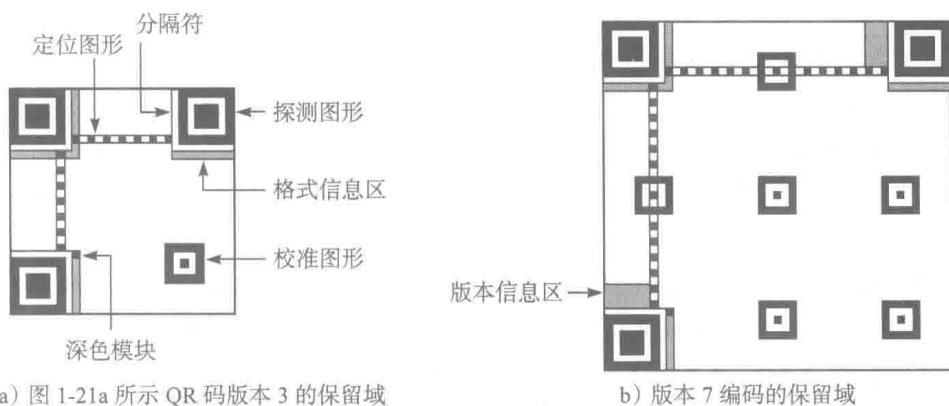 分隔符
定位图形
探测图形
格式信息区
校准图形
深色模块
版本信息区
a）图 1-21a 所示 QR 码版本 3 的保留域
b）版本 7 编码的保留域